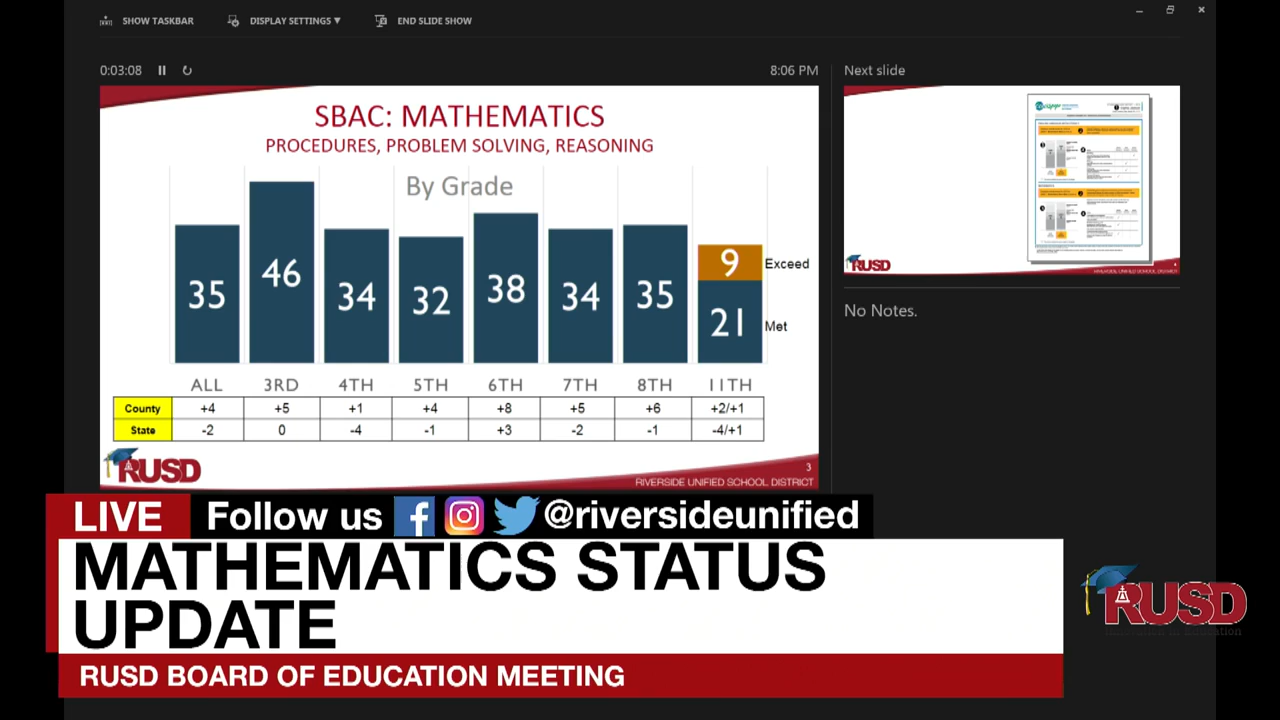 SHOW TASKBAR DISPLAY SETTINGS ▼ END SLIDE SHOW
0:03:08 8:06 PM Next slide
SBAC: MATHEMATICS
PROCEDURES, PROBLEM SOLVING, REASONING
By Grade
35 46 34 32 38 34 35 9 21
Exceed
Met
ALL 3RD 4TH 5TH 6TH 7TH 8TH 11TH
County +4 +5 +1 +4 +8 +5 +6 +2/+1
State -2 0 -4 -1 +3 -2 -1 -4/+1
RUSD
3
RIVERSIDE UNIFIED SCHOOL DISTRICT
RUSD
RIVERSIDE UNIFIED SCHOOL DISTRICT
No Notes.
LIVE Follow us @riversideunified
MATHEMATICS STATUS
UPDATE
RUSD BOARD OF EDUCATION MEETING
RUSD